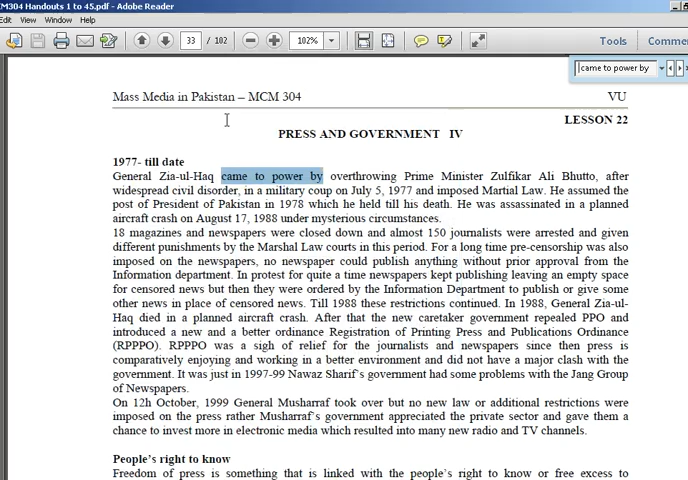 CM304 Handouts 1 to 45.pdf - Adobe Reader
Edit View Window Help
33 / 102
102%
Tools
Comme
came to power by
Mass Media in Pakistan – MCM 304 VU
LESSON 22
PRESS AND GOVERNMENT IV
1977- till date
General Zia-ul-Haq came to power by overthrowing Prime Minister Zulfikar Ali Bhutto, after
widespread civil disorder, in a military coup on July 5, 1977 and imposed Martial Law. He assumed the
post of President of Pakistan in 1978 which he held till his death. He was assassinated in a planned
aircraft crash on August 17, 1988 under mysterious circumstances.
18 magazines and newspapers were closed down and almost 150 journalists were arrested and given
different punishments by the Marshal Law courts in this period. For a long time pre-censorship was also
imposed on the newspapers, no newspaper could publish anything without prior approval from the
Information department. In protest for quite a time newspapers kept publishing leaving an empty space
for censored news but then they were ordered by the Information Department to publish or give some
other news in place of censored news. Till 1988 these restrictions continued. In 1988, General Zia-ul-
Haq died in a planned aircraft crash. After that the new caretaker government repealed PPO and
introduced a new and a better ordinance Registration of Printing Press and Publications Ordinance
(RPPPO). RPPPO was a sign of relief for the journalists and newspapers since then press is
comparatively enjoying and working in a better environment and did not have a major clash with the
government. It was just in 1997-99 Nawaz Sharif's government had some problems with the Jang Group
of Newspapers.
On 12h October, 1999 General Musharraf took over but no new law or additional restrictions were
imposed on the press rather Musharraf's government appreciated the private sector and gave them a
chance to invest more in electronic media which resulted into many new radio and TV channels.
People's right to know
Freedom of press is something that is linked with the people's right to know or free excess to